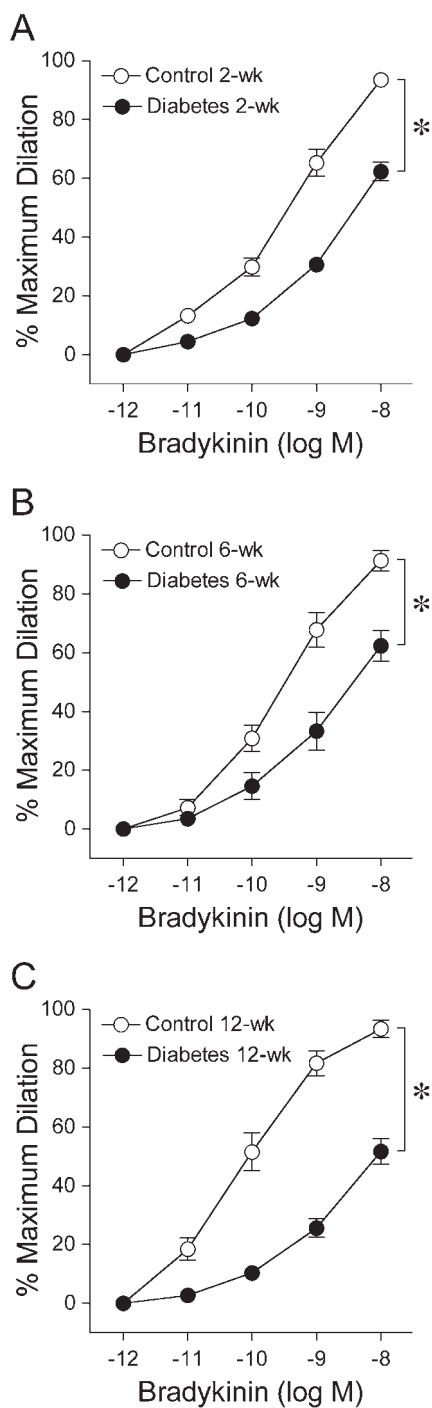 A
100
Control 2-wk
Diabetes 2-wk
80
60
40
20
0
% Maximum Dilation
*
-12 -11 -10 -9 -8
Bradykinin (log M)
B
100
Control 6-wk
Diabetes 6-wk
80
60
40
20
0
% Maximum Dilation
*
-12 -11 -10 -9 -8
Bradykinin (log M)
C
100
Control 12-wk
Diabetes 12-wk
80
60
40
20
0
% Maximum Dilation
*
-12 -11 -10 -9 -8
Bradykinin (log M)